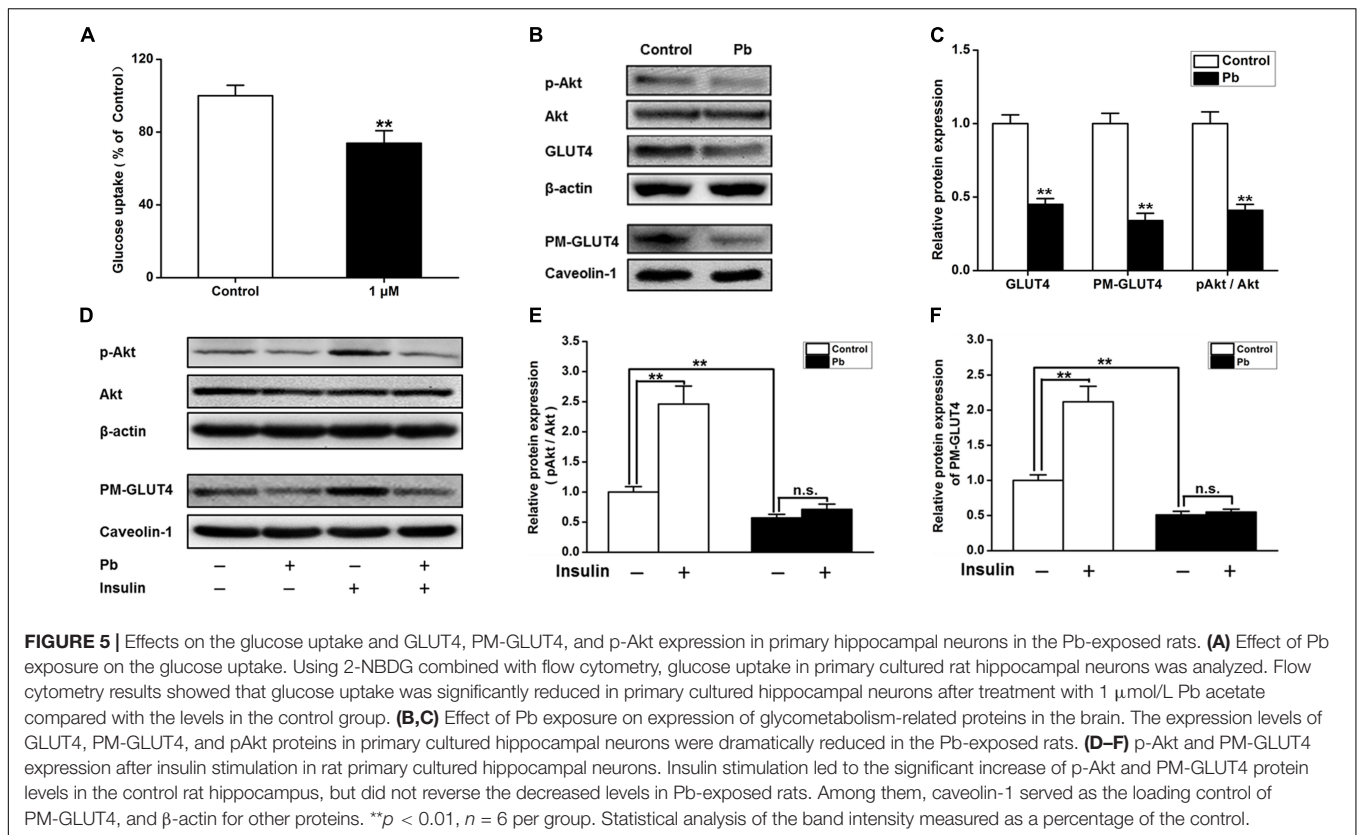 A
Glucose uptake ( % of Control)
120
80
40
0
**
Control
1 μM
B
Control Pb
p-Akt
Akt
GLUT4
β-actin
PM-GLUT4
Caveolin-1
C
Relative protein expression
1.5
1.0
0.5
0.0
Control
Pb
**
**
**
GLUT4 PM-GLUT4 pAkt / Akt
D
p-Akt
Akt
β-actin
PM-GLUT4
Caveolin-1
Pb – + – +
Insulin – – + +
E
Relative protein expression
( pAkt / Akt)
3.5
3.0
2.5
2.0
1.5
1.0
0.5
0.0
Control
Pb
**
**
n.s.
Insulin – + – +
F
Relative protein expression
of PM-GLUT4
3.0
2.5
2.0
1.5
1.0
0.5
0.0
Control
Pb
**
**
n.s.
Insulin – + – +
FIGURE 5 | Effects on the glucose uptake and GLUT4, PM-GLUT4, and p-Akt expression in primary hippocampal neurons in the Pb-exposed rats. (A) Effect of Pb
exposure on the glucose uptake. Using 2-NBDG combined with flow cytometry, glucose uptake in primary cultured rat hippocampal neurons was analyzed. Flow
cytometry results showed that glucose uptake was significantly reduced in primary cultured hippocampal neurons after treatment with 1 μmol/L Pb acetate
compared with the levels in the control group. (B,C) Effect of Pb exposure on expression of glycometabolism-related proteins in the brain. The expression levels of
GLUT4, PM-GLUT4, and pAkt proteins in primary cultured hippocampal neurons were dramatically reduced in the Pb-exposed rats. (D–F) p-Akt and PM-GLUT4
expression after insulin stimulation in rat primary cultured hippocampal neurons. Insulin stimulation led to the significant increase of p-Akt and PM-GLUT4 protein
levels in the control rat hippocampus, but did not reverse the decreased levels in Pb-exposed rats. Among them, caveolin-1 served as the loading control of
PM-GLUT4, and β-actin for other proteins. **p < 0.01, n = 6 per group. Statistical analysis of the band intensity measured as a percentage of the control.